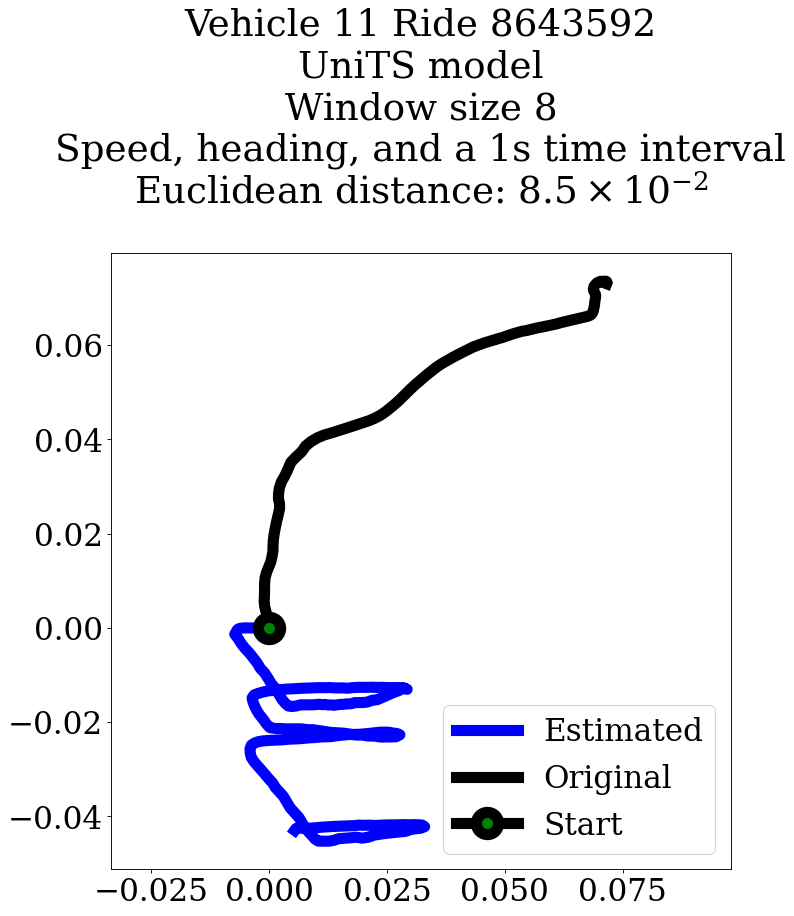 Vehicle 11 Ride 8643592
UniTS model
Window size 8
Speed, heading, and a 1s time interval
Euclidean distance: 8.5 × 10⁻²
0.06
0.04
0.02
0.00
−0.02
−0.04
Estimated
Original
Start
−0.025 0.000 0.025 0.050 0.075